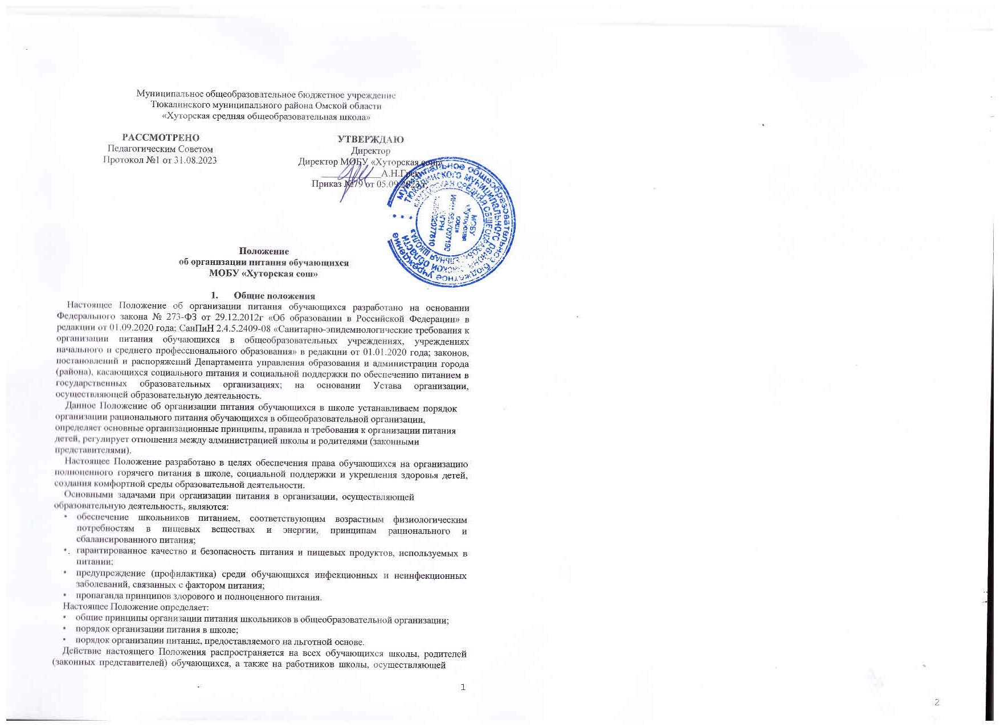 Муниципальное общеобразовательное бюджетное учреждение
Тюкалинского муниципального района Омской области
«Хуторская средняя общеобразовательная школа»
РАССМОТРЕНО
Педагогическим Советом
Протокол №1 от 31.08.2023
УТВЕРЖДАЮ
Директор
Директор МОБУ «Хуторская сош»
А.Н.Грек
Приказ №79 от 05.09.2023 г.
муниципальное общеобразовательное бюджетное учреждение
Тюкалинского муниципального района Омской области
МОБУ
«Хуторская
сош»
ИНН 5537007190
ОГРН
Положение
об организации питания обучающихся
МОБУ «Хуторская сош»
1. Общие положения
Настоящее Положение об организации питания обучающихся разработано на основании
Федерального закона № 273-ФЗ от 29.12.2012г «Об образовании в Российской Федерации» в
редакции от 01.09.2020 года; СанПиН 2.4.5.2409-08 «Санитарно-эпидемиологические требования к
организации питания обучающихся в общеобразовательных учреждениях, учреждениях
начального и среднего профессионального образования» в редакции от 01.01.2020 года; законов,
постановлений и распоряжений Департамента управления образования и администрации города
(района), касающихся социального питания и социальной поддержки по обеспечению питанием в
государственных образовательных организациях; на основании Устава организации,
осуществляющей образовательную деятельность.
Данное Положение об организации питания обучающихся в школе устанавливаем порядок
организации рационального питания обучающихся в общеобразовательной организации,
определяет основные организационные принципы, правила и требования к организации питания
детей, регулирует отношения между администрацией школы и родителями (законными
представителями).
Настоящее Положение разработано в целях обеспечения права обучающихся на организацию
полноценного горячего питания в школе, социальной поддержки и укрепления здоровья детей,
создания комфортной среды образовательной деятельности.
Основными задачами при организации питания в организации, осуществляющей
образовательную деятельность, являются:
• обеспечение школьников питанием, соответствующим возрастным физиологическим
потребностям в пищевых веществах и энергии, принципам рационального и
сбалансированного питания;
• гарантированное качество и безопасность питания и пищевых продуктов, используемых в
питании;
• предупреждение (профилактика) среди обучающихся инфекционных и неинфекционных
заболеваний, связанных с фактором питания;
• пропаганда принципов здорового и полноценного питания.
Настоящее Положение определяет:
• общие принципы организации питания школьников в общеобразовательной организации;
• порядок организации питания в школе;
• порядок организации питания, предоставляемого на льготной основе.
Действие настоящего Положения распространяется на всех обучающихся школы, родителей
(законных представителей) обучающихся, а также на работников школы, осуществляющей
1
2